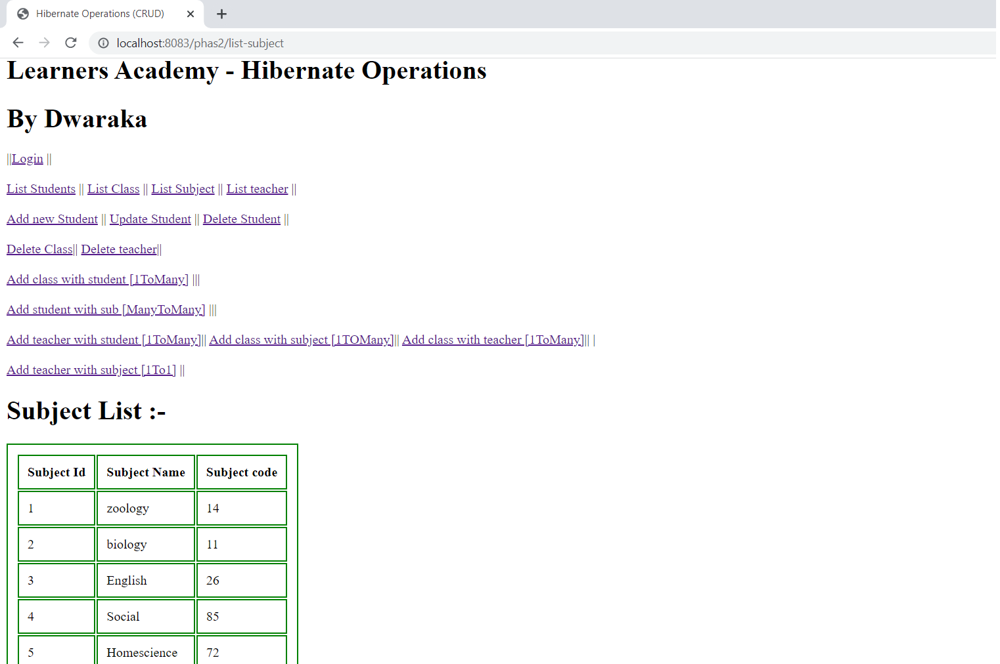 Hibernate Operations (CRUD)
localhost:8083/phas2/list-subject
Learners Academy - Hibernate Operations
By Dwaraka
||Login ||
List Students || List Class || List Subject || List teacher ||
Add new Student || Update Student || Delete Student ||
Delete Class|| Delete teacher||
Add class with student [1ToMany] |||
Add student with sub [ManyToMany] |||
Add teacher with student [1ToMany]|| Add class with subject [1TOMany]|| Add class with teacher [1ToMany]|| |
Add teacher with subject [1To1] ||
Subject List :-
Subject Id Subject Name Subject code
1 zoology 14
2 biology 11
3 English 26
4 Social 85
5 Homescience 72